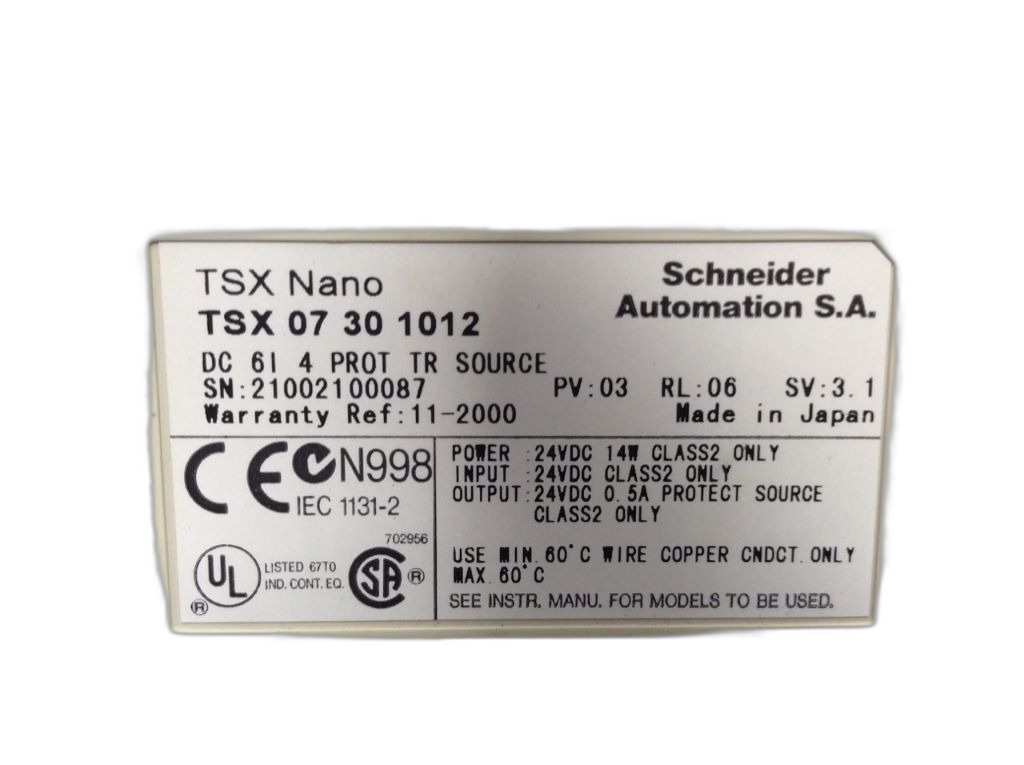 TSX Nano
Schneider
Automation S.A.
TSX 07 30 1012
DC 6I 4 PROT TR SOURCE
SN:21002100087 PV:03 RL:06 SV:3.1
Warranty Ref:11-2000 Made in Japan
CE N998
IEC 1131-2
702956
UL LISTED 67T0
IND. CONT. EQ.
SA ®
®
POWER :24VDC 14W CLASS2 ONLY
INPUT :24VDC CLASS2 ONLY
OUTPUT:24VDC 0.5A PROTECT SOURCE
CLASS2 ONLY
USE MIN.60°C WIRE COPPER CNDCT.ONLY
MAX.60°C
SEE INSTR. MANU. FOR MODELS TO BE USED.